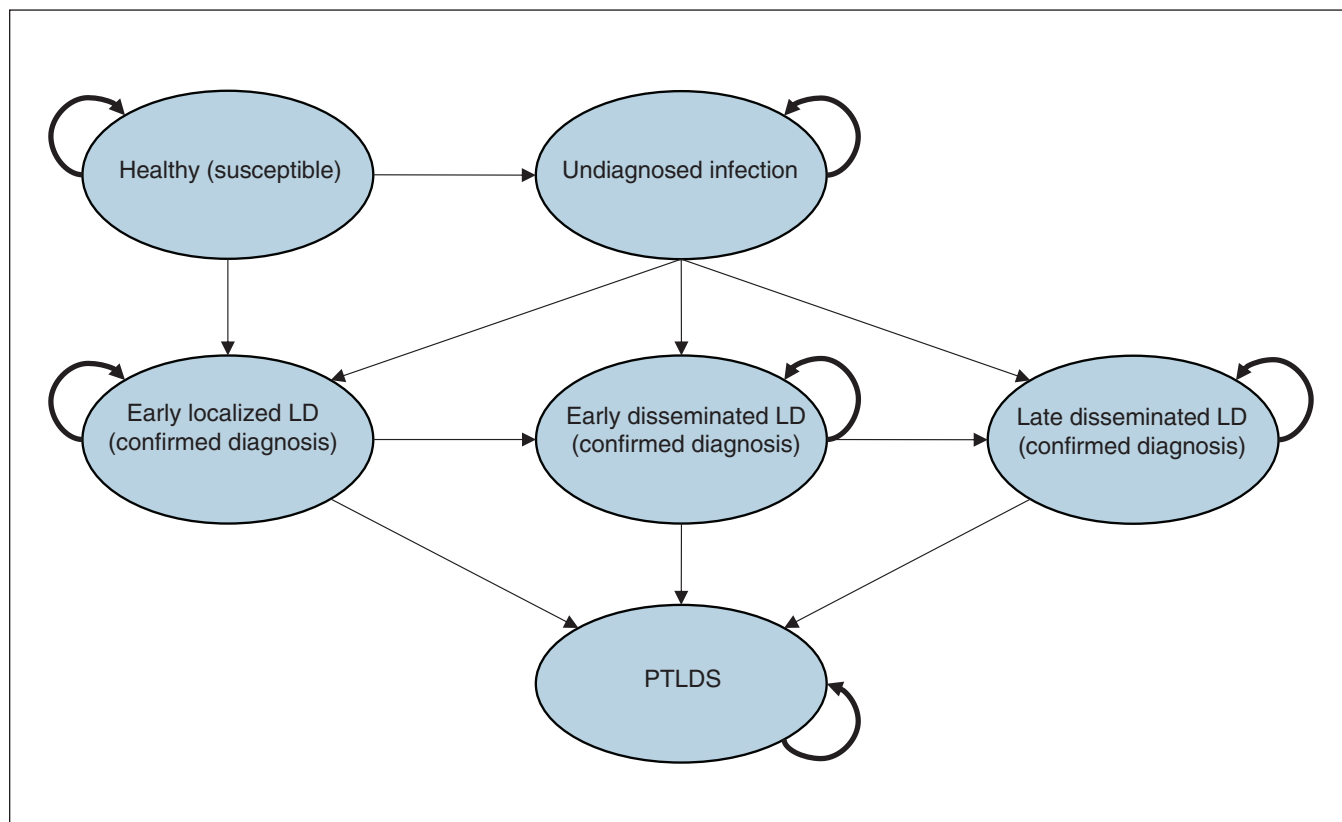 Healthy (susceptible)
Undiagnosed infection
Early localized LD
(confirmed diagnosis)
Early disseminated LD
(confirmed diagnosis)
Late disseminated LD
(confirmed diagnosis)
PTLDS